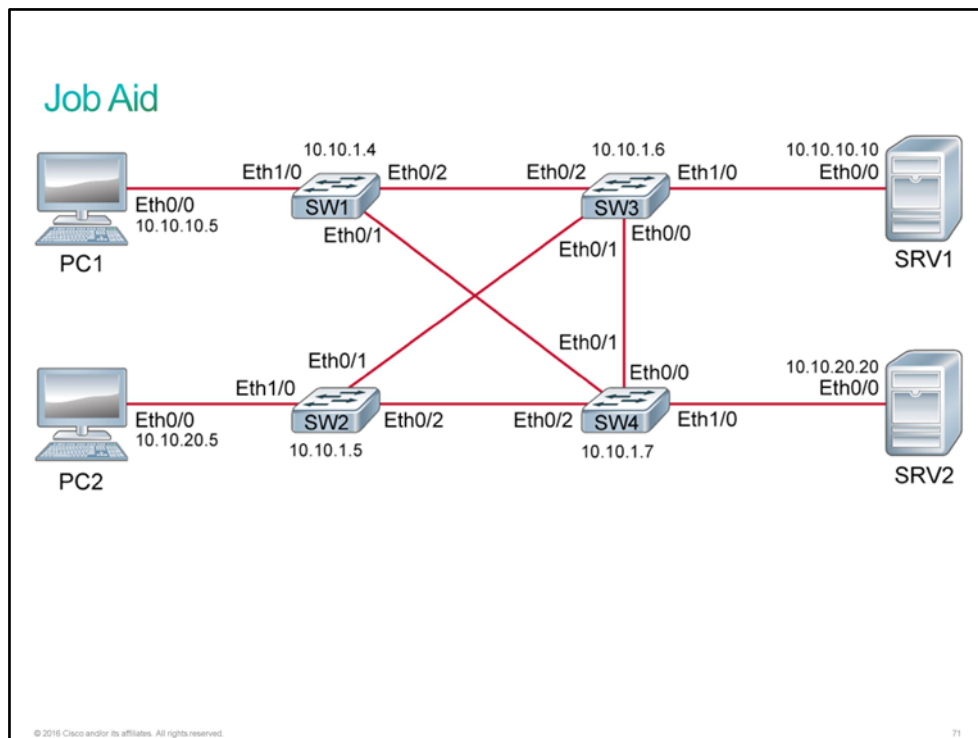 Job Aid
10.10.1.4
10.10.1.6
10.10.10.10
Eth1/0
Eth0/2
Eth0/2
Eth1/0
Eth0/0
Eth0/0
SW1
SW3
10.10.10.5
Eth0/1
Eth0/1
Eth0/0
PC1
SRV1
Eth0/1
Eth0/1
10.10.20.20
Eth1/0
Eth0/0
Eth0/0
Eth0/0
SW2
Eth0/2
Eth0/2
SW4
Eth1/0
10.10.20.5
10.10.1.5
10.10.1.7
PC2
SRV2
© 2016 Cisco and/or its affiliates. All rights reserved.
71